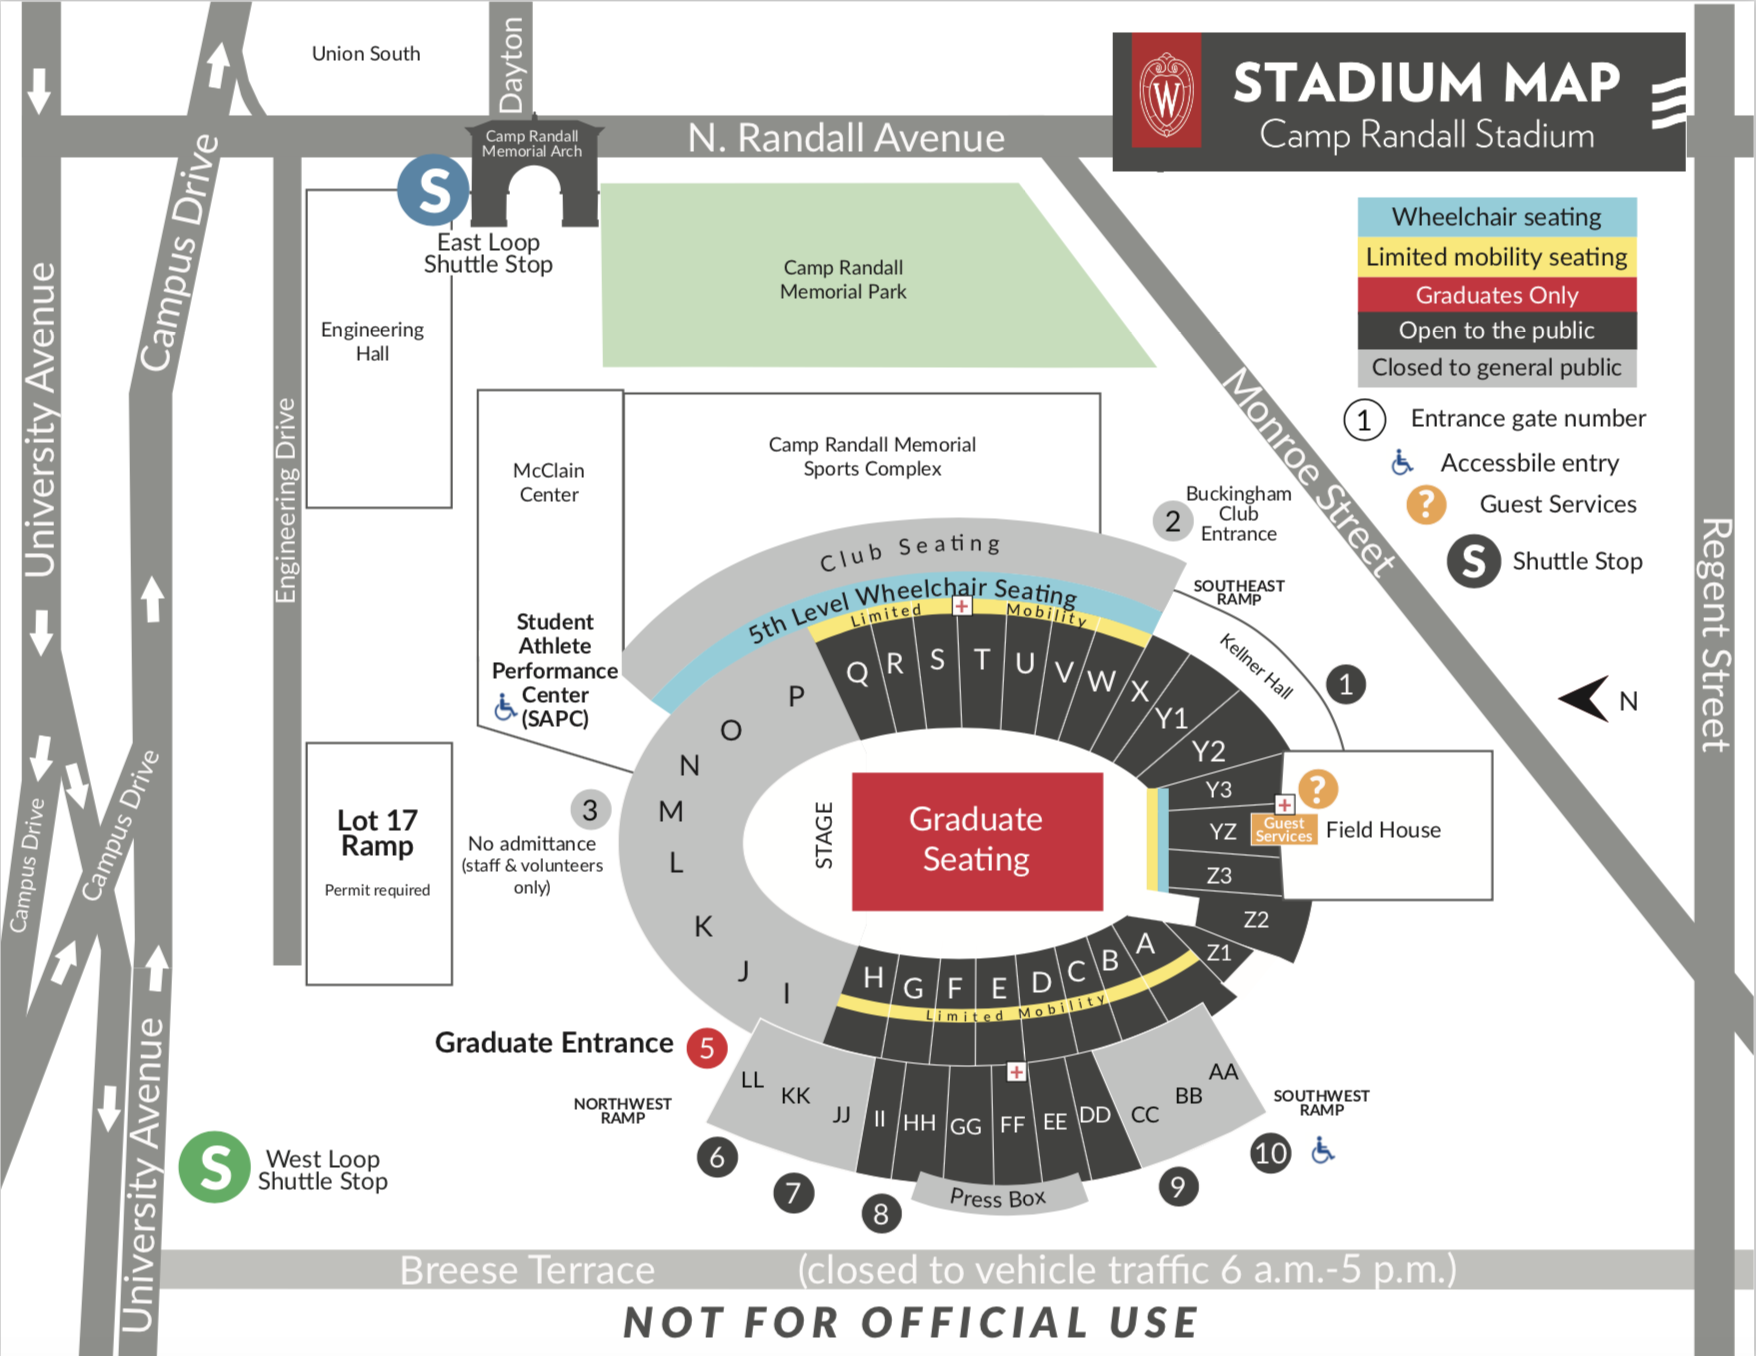 Union South
Dayton
W
STADIUM MAP
Camp Randall Stadium
N. Randall Avenue
Camp Randall
Memorial Arch
S
East Loop
Shuttle Stop
Campus Drive
University Avenue
Engineering Drive
Engineering
Hall
Camp Randall
Memorial Park
Wheelchair seating
Limited mobility seating
Graduates Only
Open to the public
Closed to general public
1 Entrance gate number
Accessbile entry
? Guest Services
S Shuttle Stop
Monroe Street
Regent Street
N
McClain
Center
Camp Randall Memorial
Sports Complex
2
Buckingham
Club
Entrance
SOUTHEAST
RAMP
Kellner Hall
1
Student
Athlete
Performance
Center
(SAPC)
Club Seating
5th Level Wheelchair Seating
Limited Mobility
Q
R
S
T
U
V
W
X
Y1
Y2
Y3
YZ
Z3
Z2
Z1
P
O
N
M
L
K
J
I
STAGE
Graduate
Seating
?
Guest
Services
Field House
3
No admittance
(staff & volunteers
only)
Lot 17
Ramp
Permit required
Campus Drive
Campus Drive
H
G
F
E
D
C
B
A
Limited Mobility
Graduate Entrance
5
NORTHWEST
RAMP
LL
KK
JJ
II
HH
GG
FF
EE
DD
CC
BB
AA
SOUTHWEST
RAMP
6
7
8
Press Box
9
10
S
West Loop
Shuttle Stop
University Avenue
Breese Terrace (closed to vehicle traffic 6 a.m.-5 p.m.)
NOT FOR OFFICIAL USE